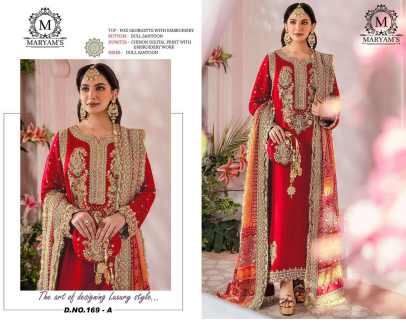 M
MARYAM'S
TOP - FOX GEORGETTE WITH EMBROIDERY
BOTTOM - DULL SANTOON
DUPATTA - CHINON DIGITAL PRINT WITH
EMBROIDERY WORK
INNER - DULL SANTOON
The art of designing Luxury style...
D.NO.169 - A
M
MARYAM'S